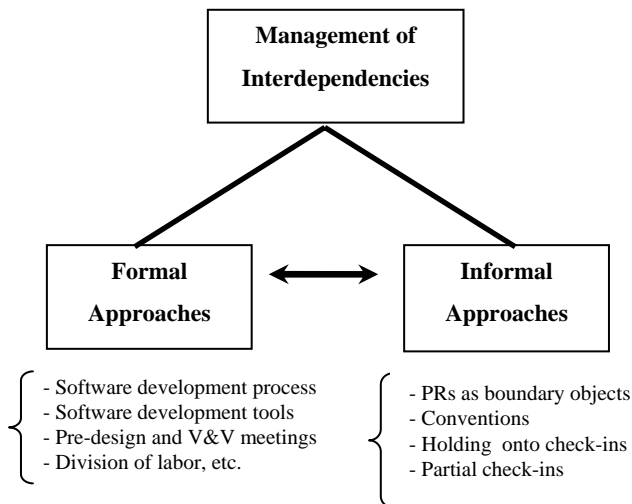 Management of
Interdependencies
Formal
Approaches
Informal
Approaches
- Software development process
- Software development tools
- Pre-design and V&V meetings
- Division of labor, etc.
- PRs as boundary objects
- Conventions
- Holding onto check-ins
- Partial check-ins